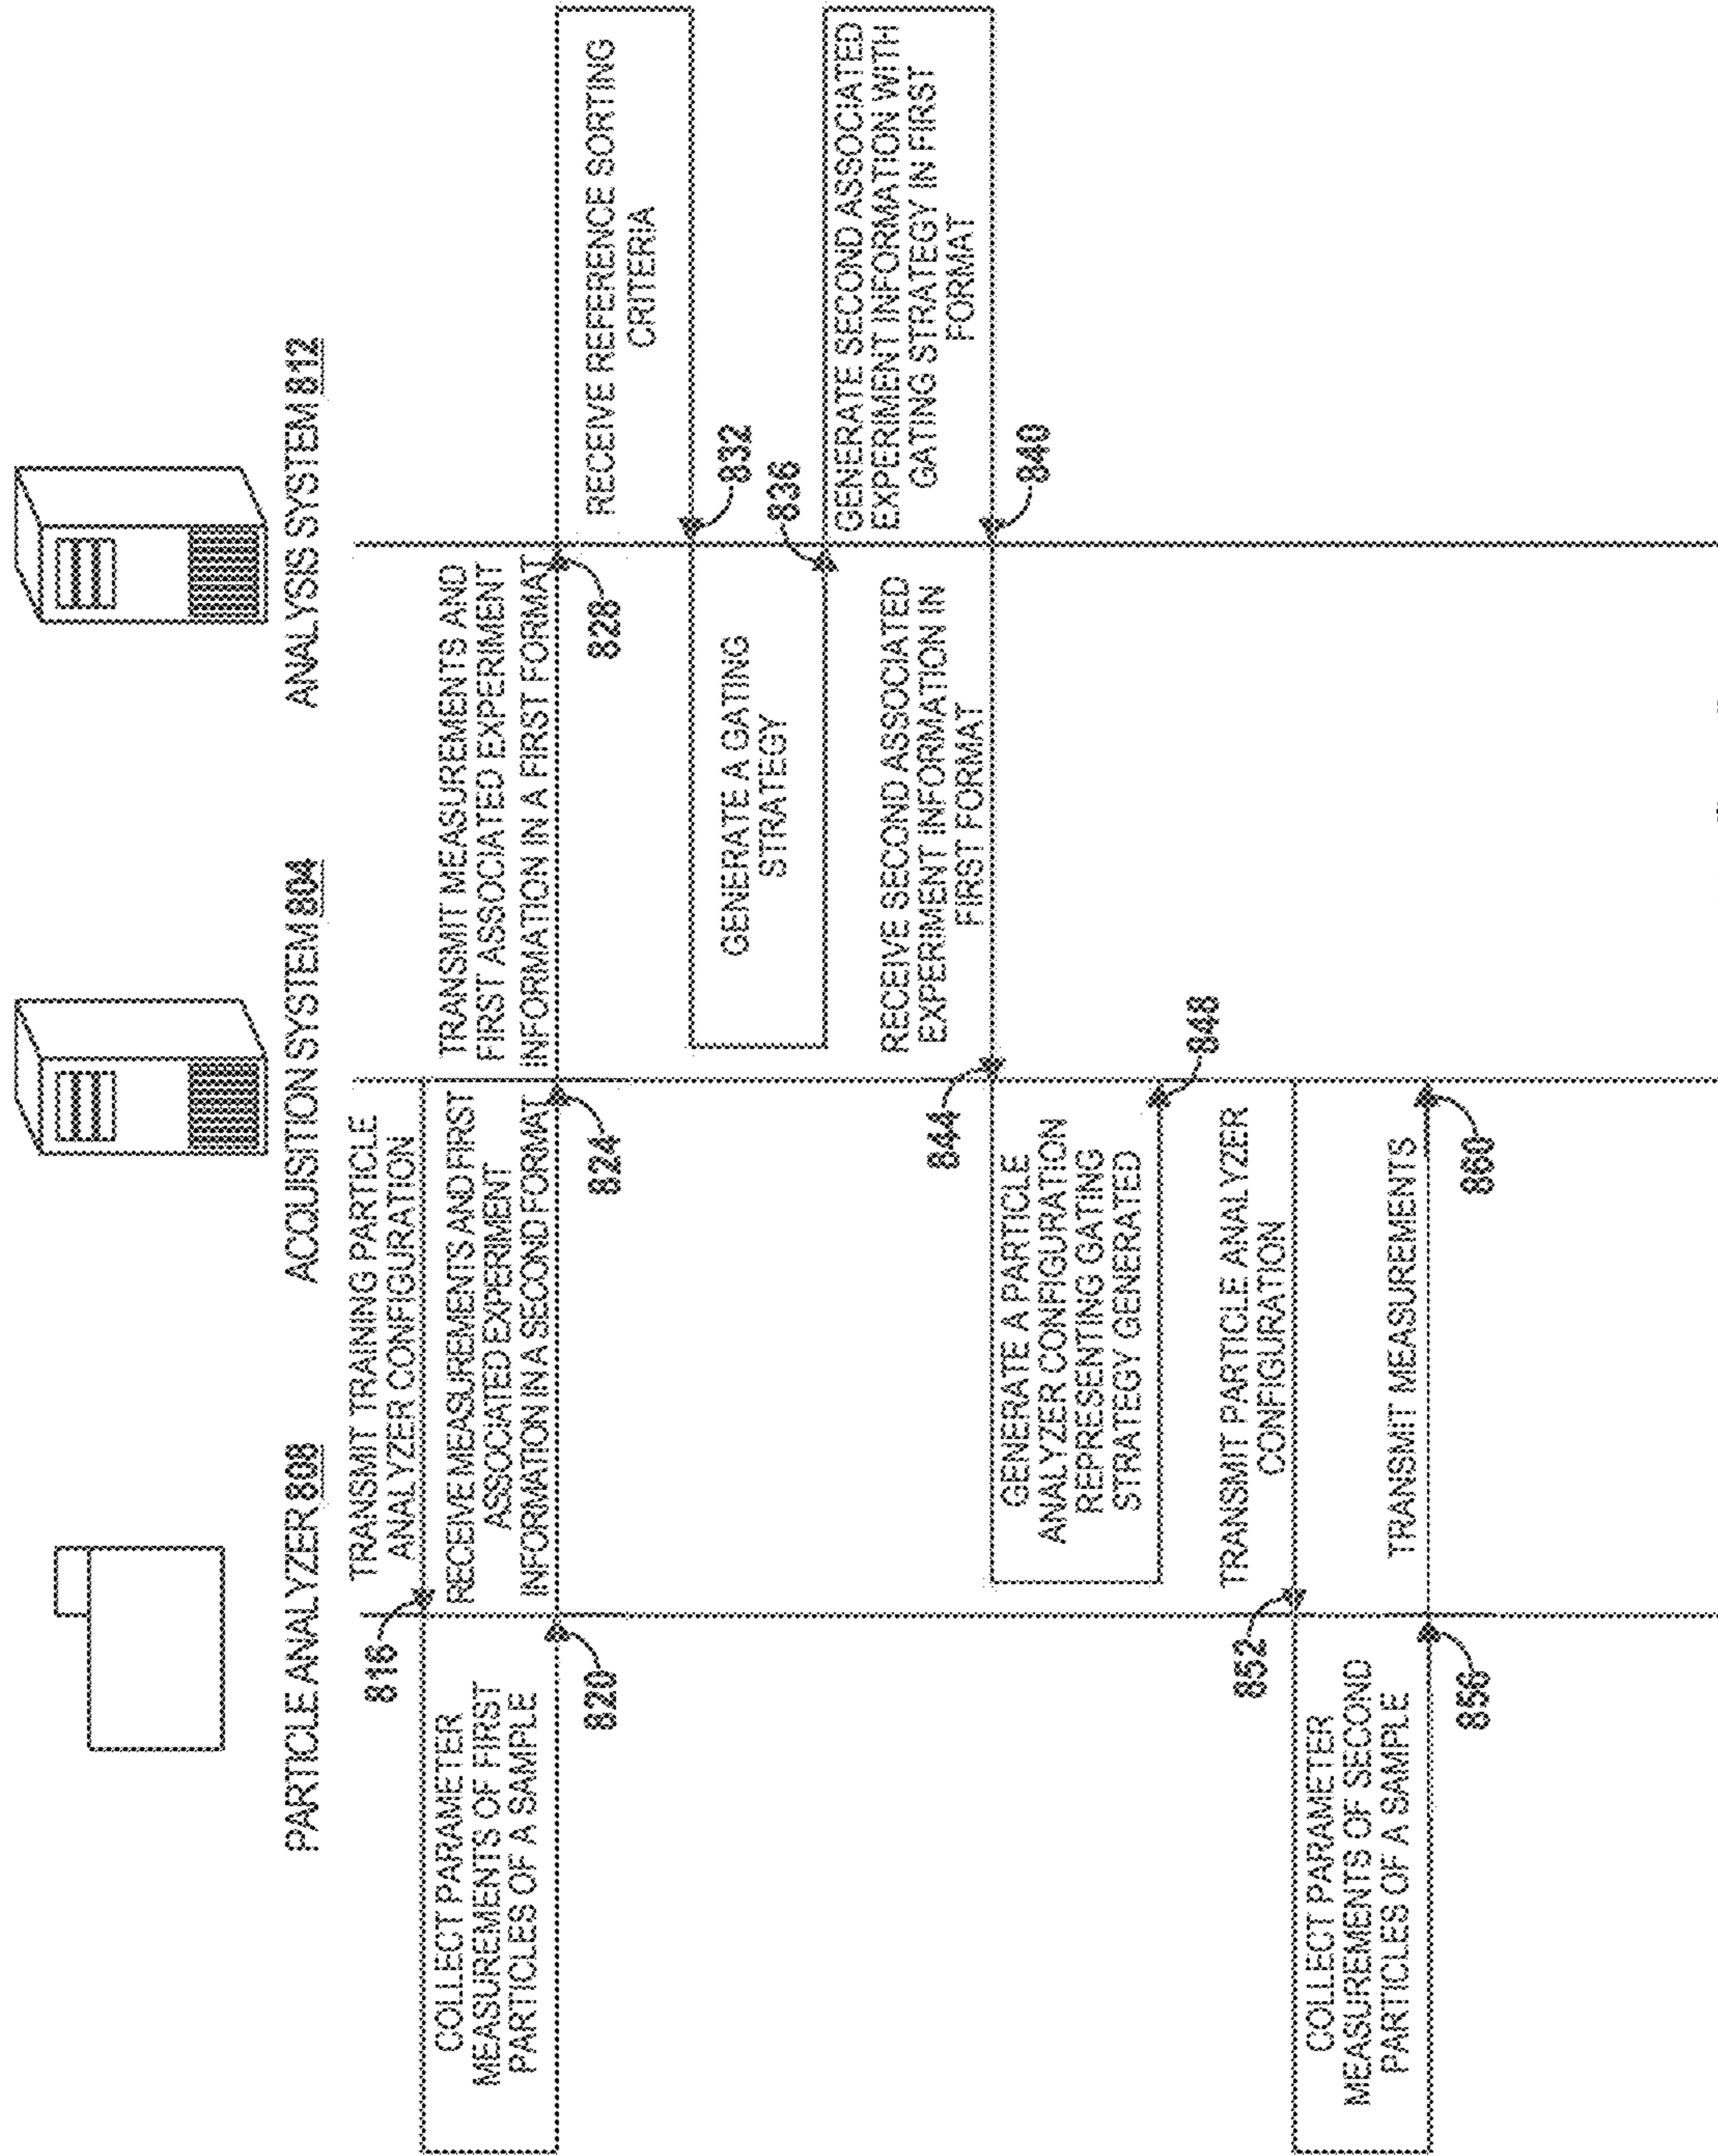 PARTICLE ANALYZER 808
ACQUISITION SYSTEM 804
ANALYSIS SYSTEM 812
TRANSMIT TRAINING PARTICLE
ANALYZER CONFIGURATION
816
COLLECT PARAMETER
MEASUREMENTS OF FIRST
PARTICLES OF A SAMPLE
820
RECEIVE MEASUREMENTS AND FIRST
ASSOCIATED EXPERIMENT
INFORMATION IN A SECOND FORMAT
824
TRANSMIT MEASUREMENTS AND
FIRST ASSOCIATED EXPERIMENT
INFORMATION IN A FIRST FORMAT
828
RECEIVE REFERENCE SORTING
CRITERIA
832
GENERATE A GATING
STRATEGY
836
GENERATE SECOND ASSOCIATED
EXPERIMENT INFORMATION WITH
GATING STRATEGY IN FIRST
FORMAT
840
RECEIVE SECOND ASSOCIATED
EXPERIMENT INFORMATION IN
FIRST FORMAT
844
GENERATE A PARTICLE
ANALYZER CONFIGURATION
REPRESENTING GATING
STRATEGY GENERATED
848
TRANSMIT PARTICLE ANALYZER
CONFIGURATION
852
COLLECT PARAMETER
MEASUREMENTS OF SECOND
PARTICLES OF A SAMPLE
856
TRANSMIT MEASUREMENTS
860